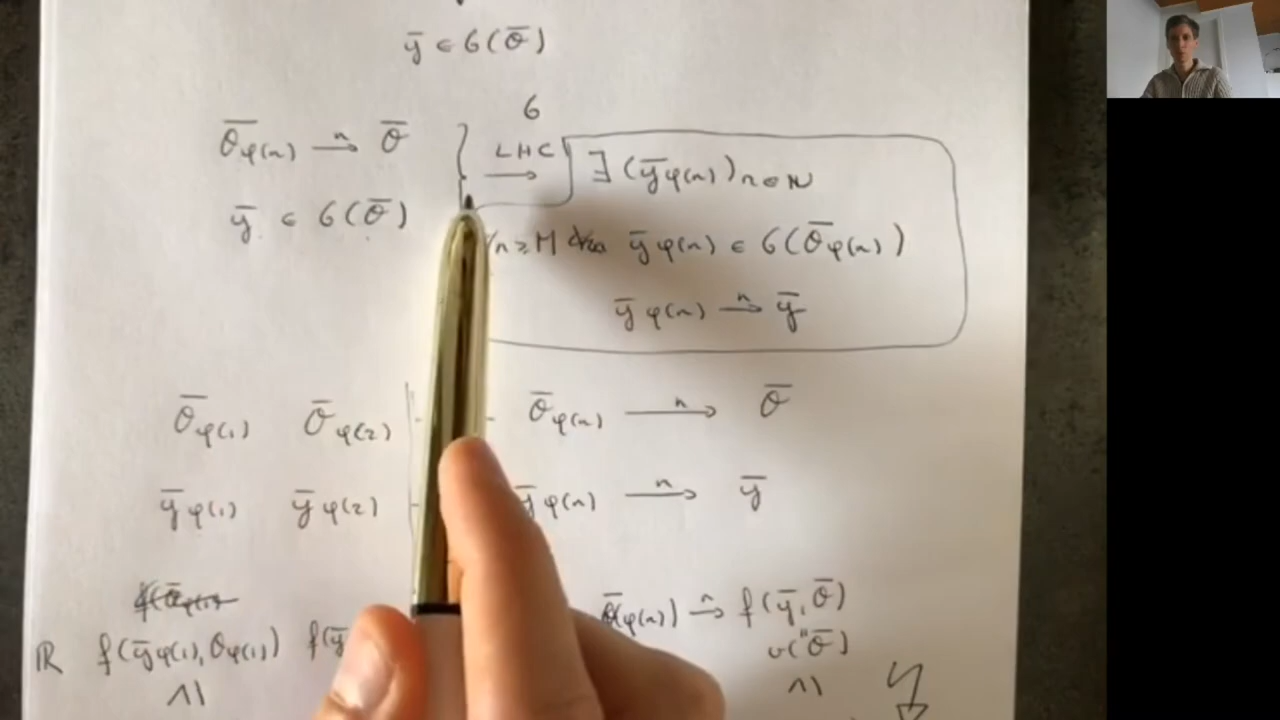 ȳ ∈ G(θ̄)
G
θ̄φ(n) →ⁿ θ̄ LHC ∃ (ȳφ(n))n∈ℕ
ȳ ∈ G(θ̄)
n ≥ M ȳφ(n) ∈ G(θ̄φ(n))
ȳφ(n) →ⁿ ȳ
θ̄φ(1) θ̄φ(2) θ̄φ(n) →ⁿ θ̄
ȳφ(1) ȳφ(2) ȳφ(n) →ⁿ ȳ
ℝ f(ȳφ(1), θφ(1)) f(ȳ θ̄φ(n)) →ⁿ f(ȳ, θ̄)
v(θ̄)
∧| ∧|